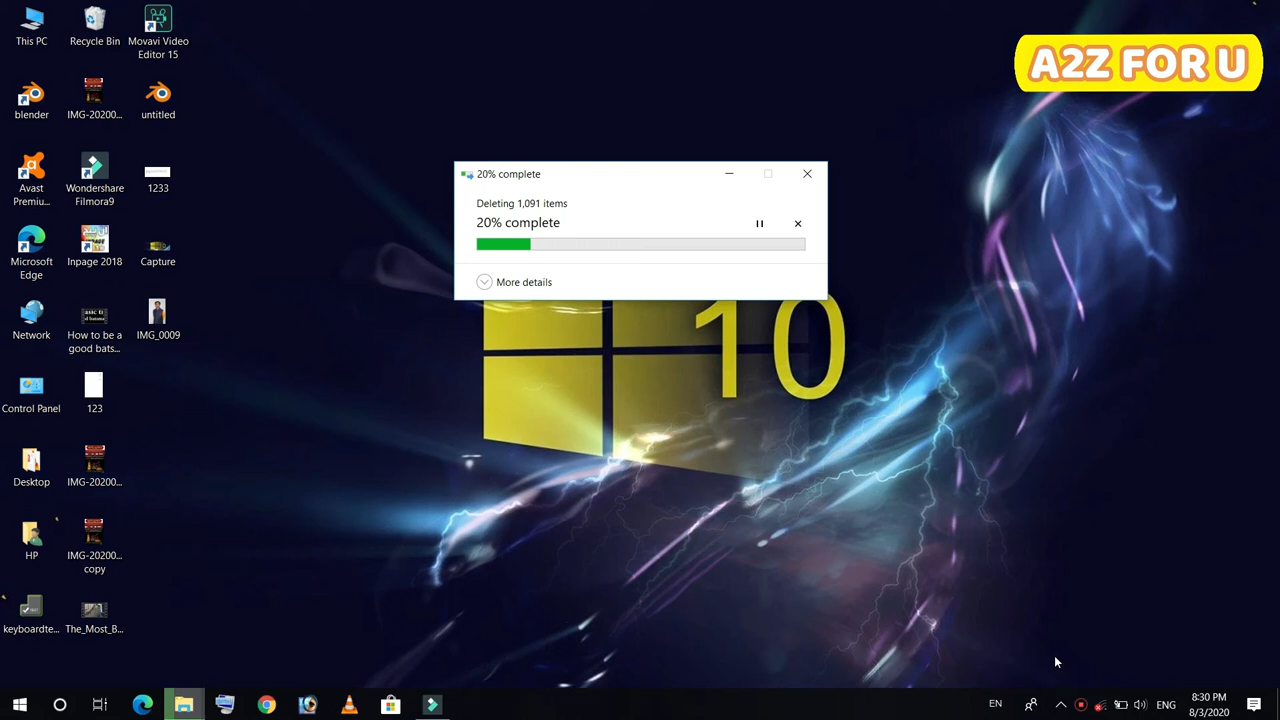 This PC
Recycle Bin
Movavi Video
Editor 15
A2Z FOR U
blender
IMG-20200...
untitled
Avast
Premiu...
Wondershare
Filmora9
1233
20% complete
Deleting 1,091 items
20% complete
More details
Microsoft
Edge
Inpage 2018
Capture
Network
How to be a
good bats...
IMG_0009
10
Control Panel
123
Desktop
IMG-20200...
HP
IMG-20200...
copy
keyboardte...
The_Most_B...
EN
ENG
8:30 PM
8/3/2020